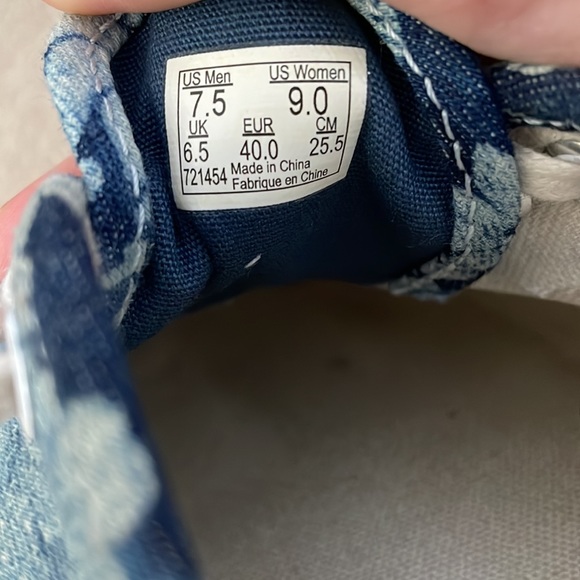 US Men US Women
7.5 9.0
UK EUR CM
6.5 40.0 25.5
721454 Made in China
Fabrique en Chine